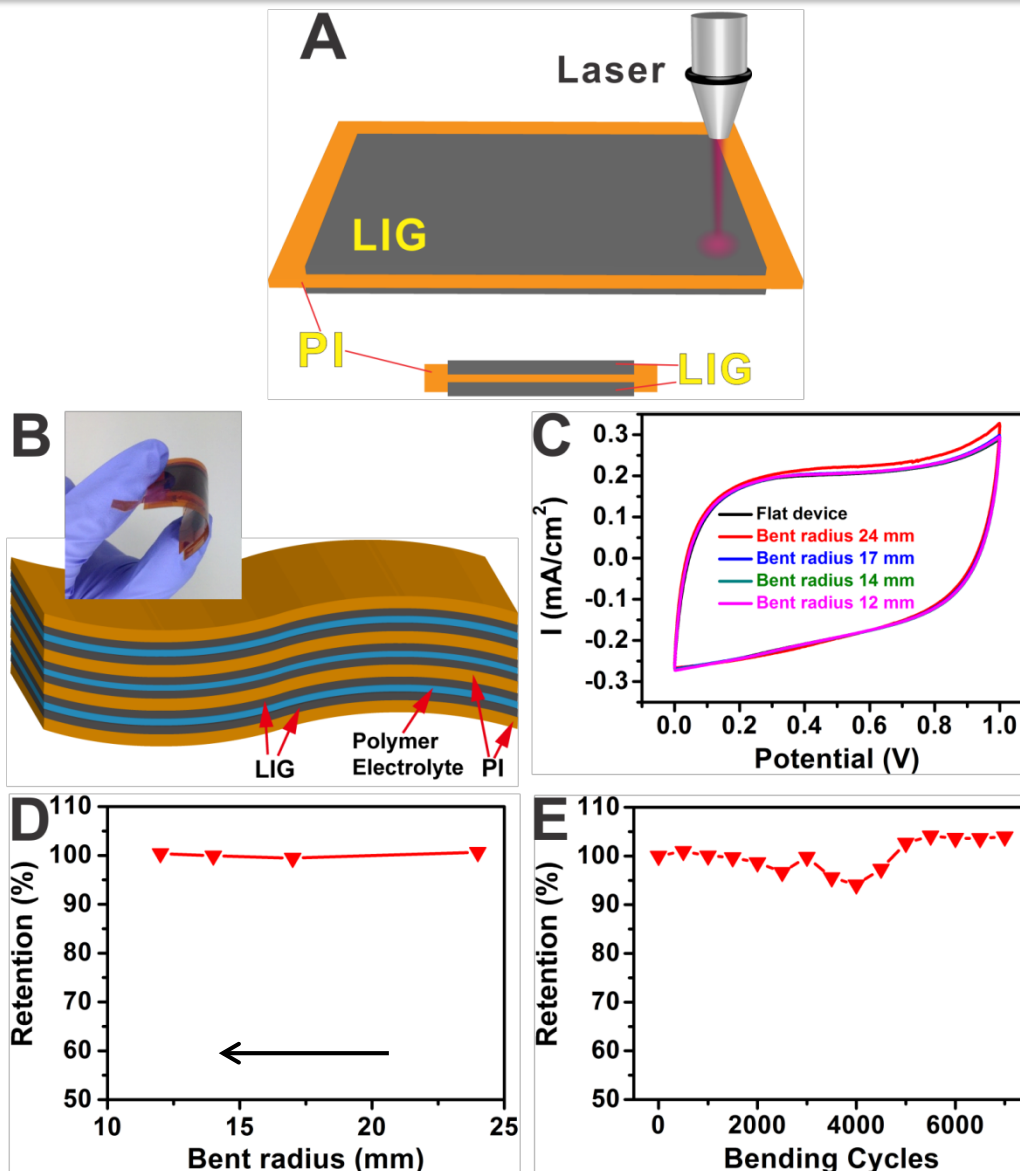 A
Laser
LIG
PI
LIG
B
LIG
Polymer
Electrolyte
PI
C
I (mA/cm²)
0.3
0.2
0.1
0.0
-0.1
-0.2
-0.3
Flat device
Bent radius 24 mm
Bent radius 17 mm
Bent radius 14 mm
Bent radius 12 mm
0.0 0.2 0.4 0.6 0.8 1.0
Potential (V)
D
Retention (%)
110
100
90
80
70
60
50
10 15 20 25
Bent radius (mm)
E
Retention (%)
110
100
90
80
70
60
50
0 2000 4000 6000
Bending Cycles